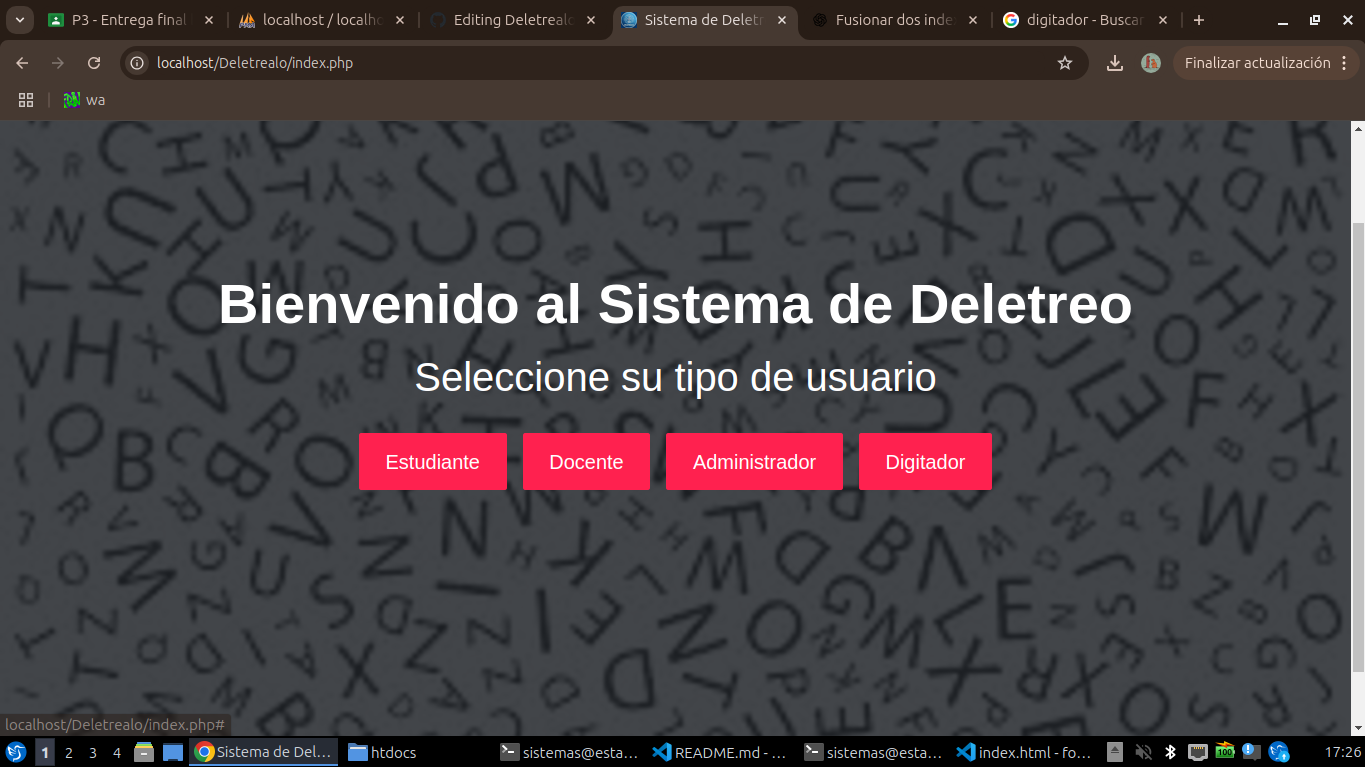 P3 - Entrega final
localhost / localho
Editing Deletrealo
Sistema de Deletr
Fusionar dos index
digitador - Buscar
localhost/Deletrealo/index.php
Finalizar actualización
wa
Bienvenido al Sistema de Deletreo
Seleccione su tipo de usuario
Estudiante
Docente
Administrador
Digitador
localhost/Deletrealo/index.php#
1 2 3 4
Sistema de Del...
htdocs
sistemas@esta...
README.md - ...
sistemas@esta...
index.html - fo...
100
17:26